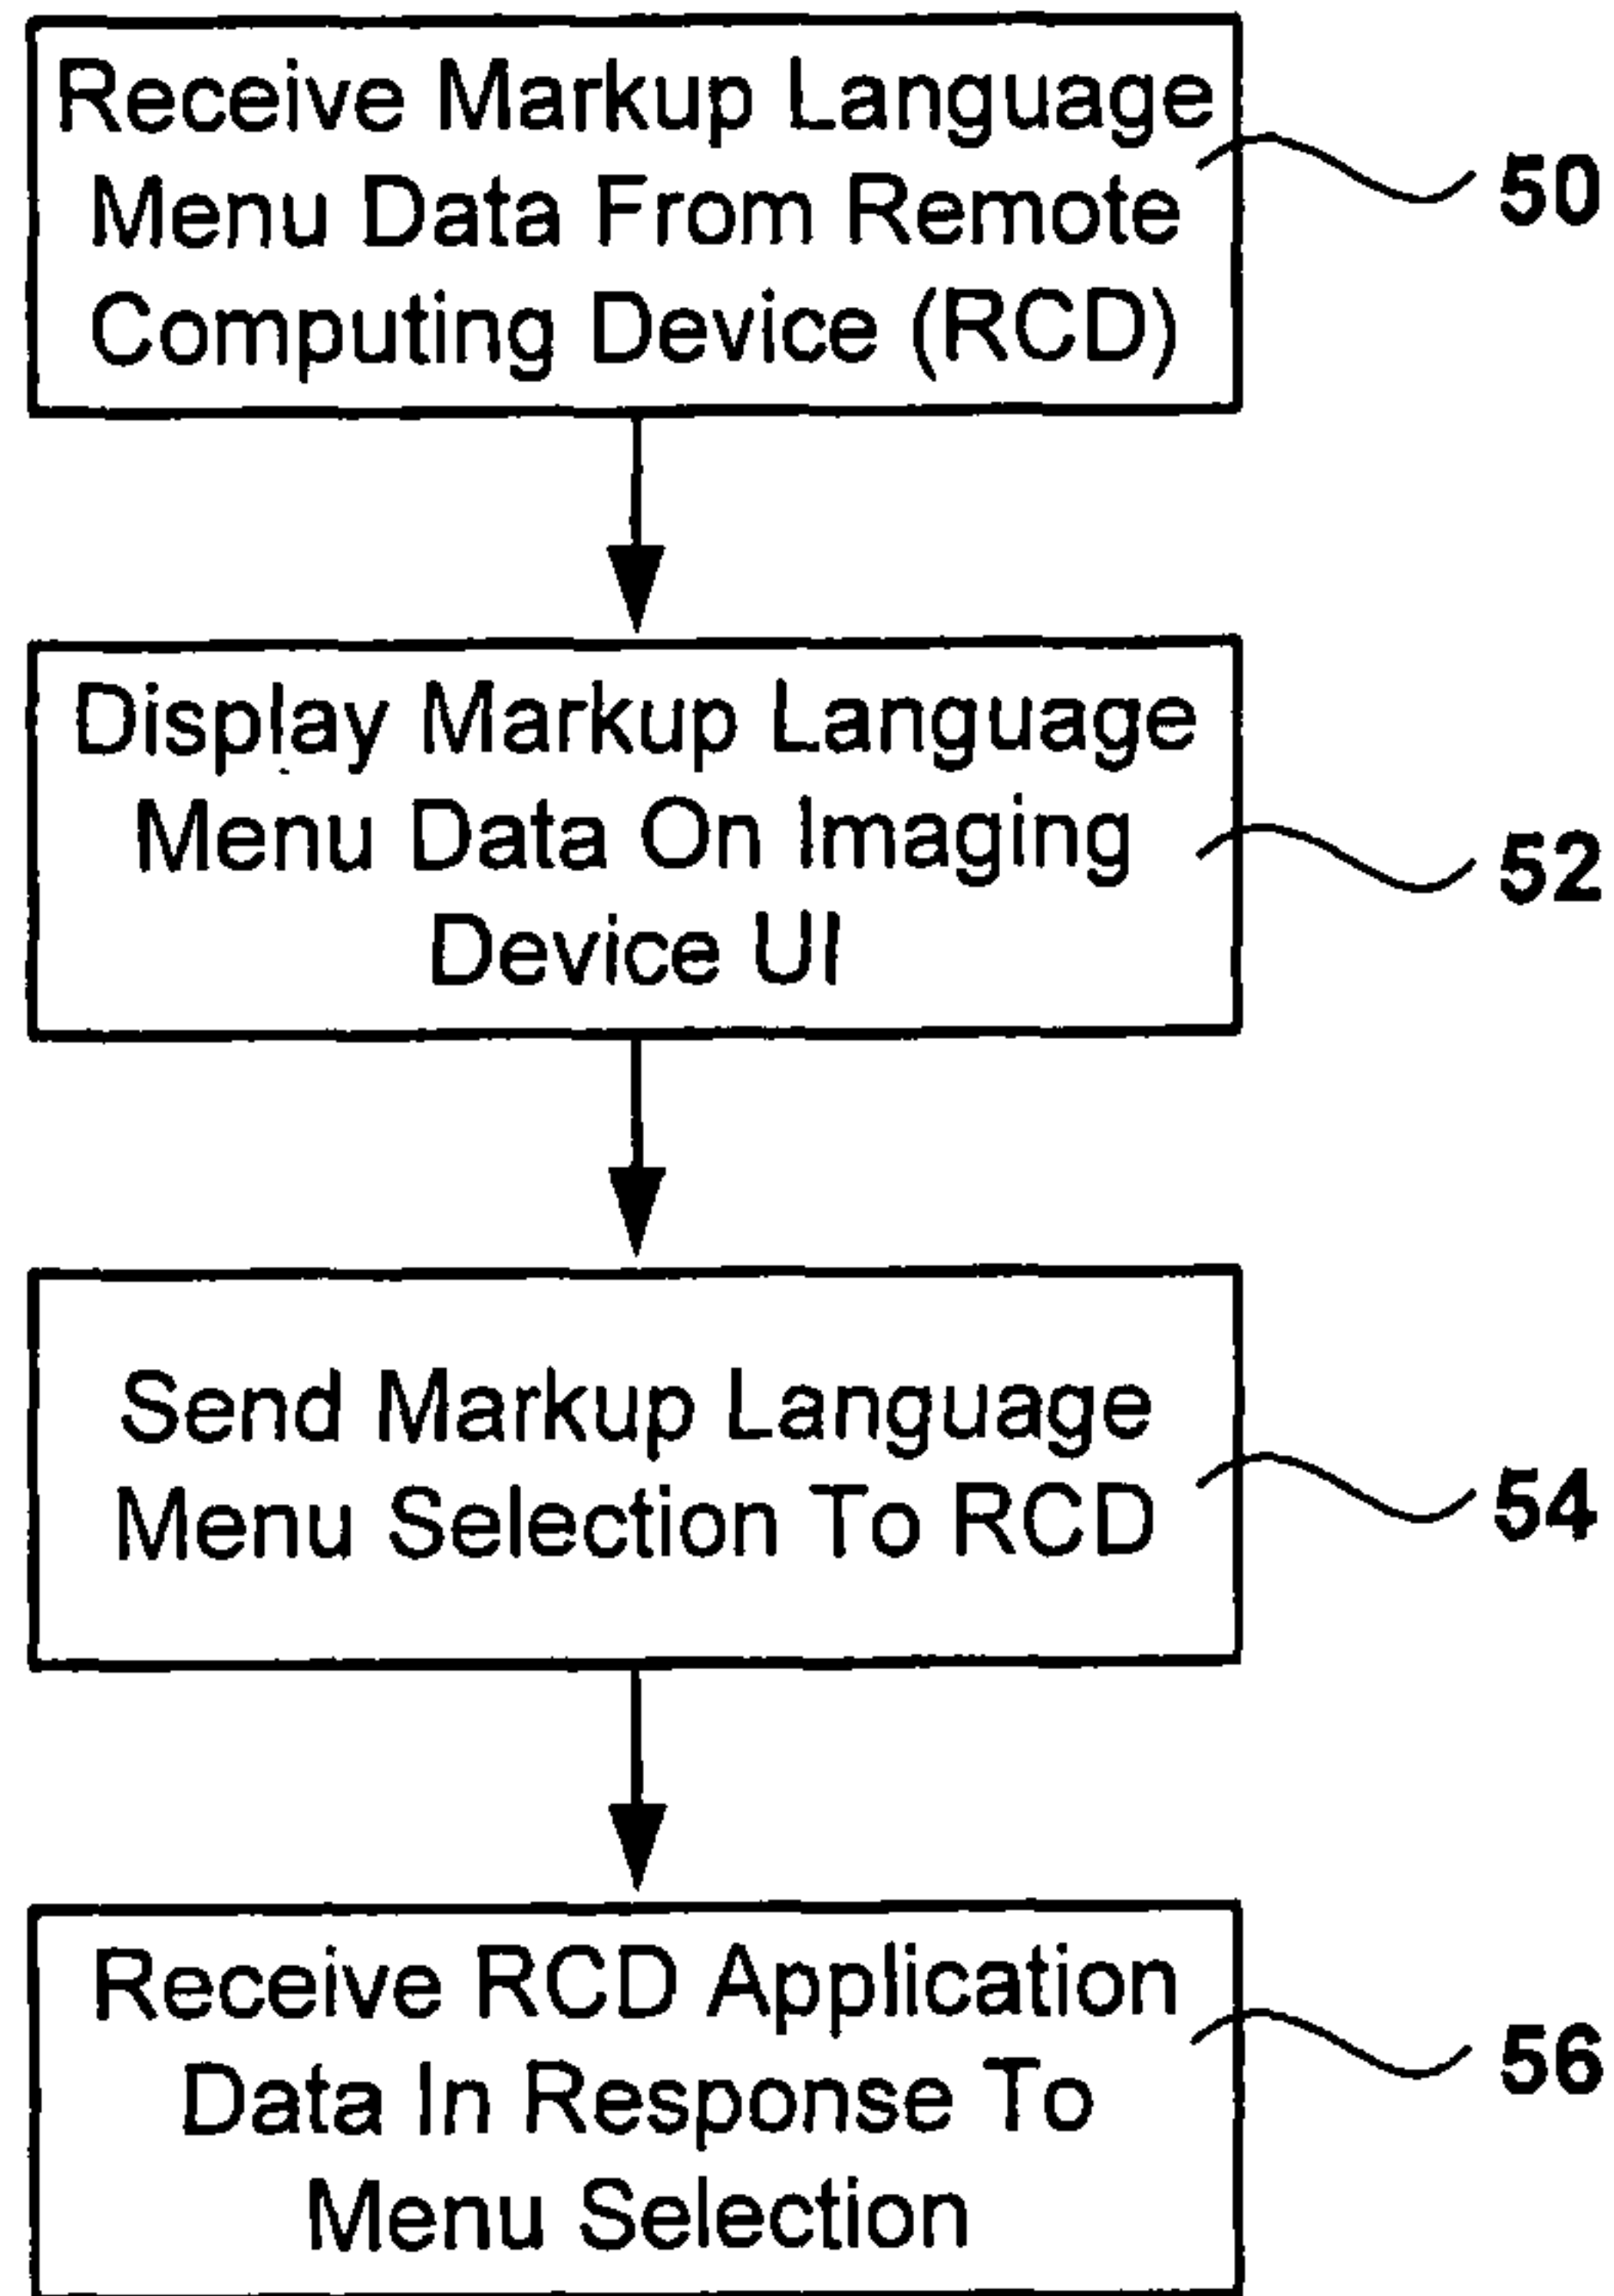 Receive Markup Language
Menu Data From Remote
Computing Device (RCD)
50
Display Markup Language
Menu Data On Imaging
Device UI
52
Send Markup Language
Menu Selection To RCD
54
Receive RCD Application
Data In Response To
Menu Selection
56